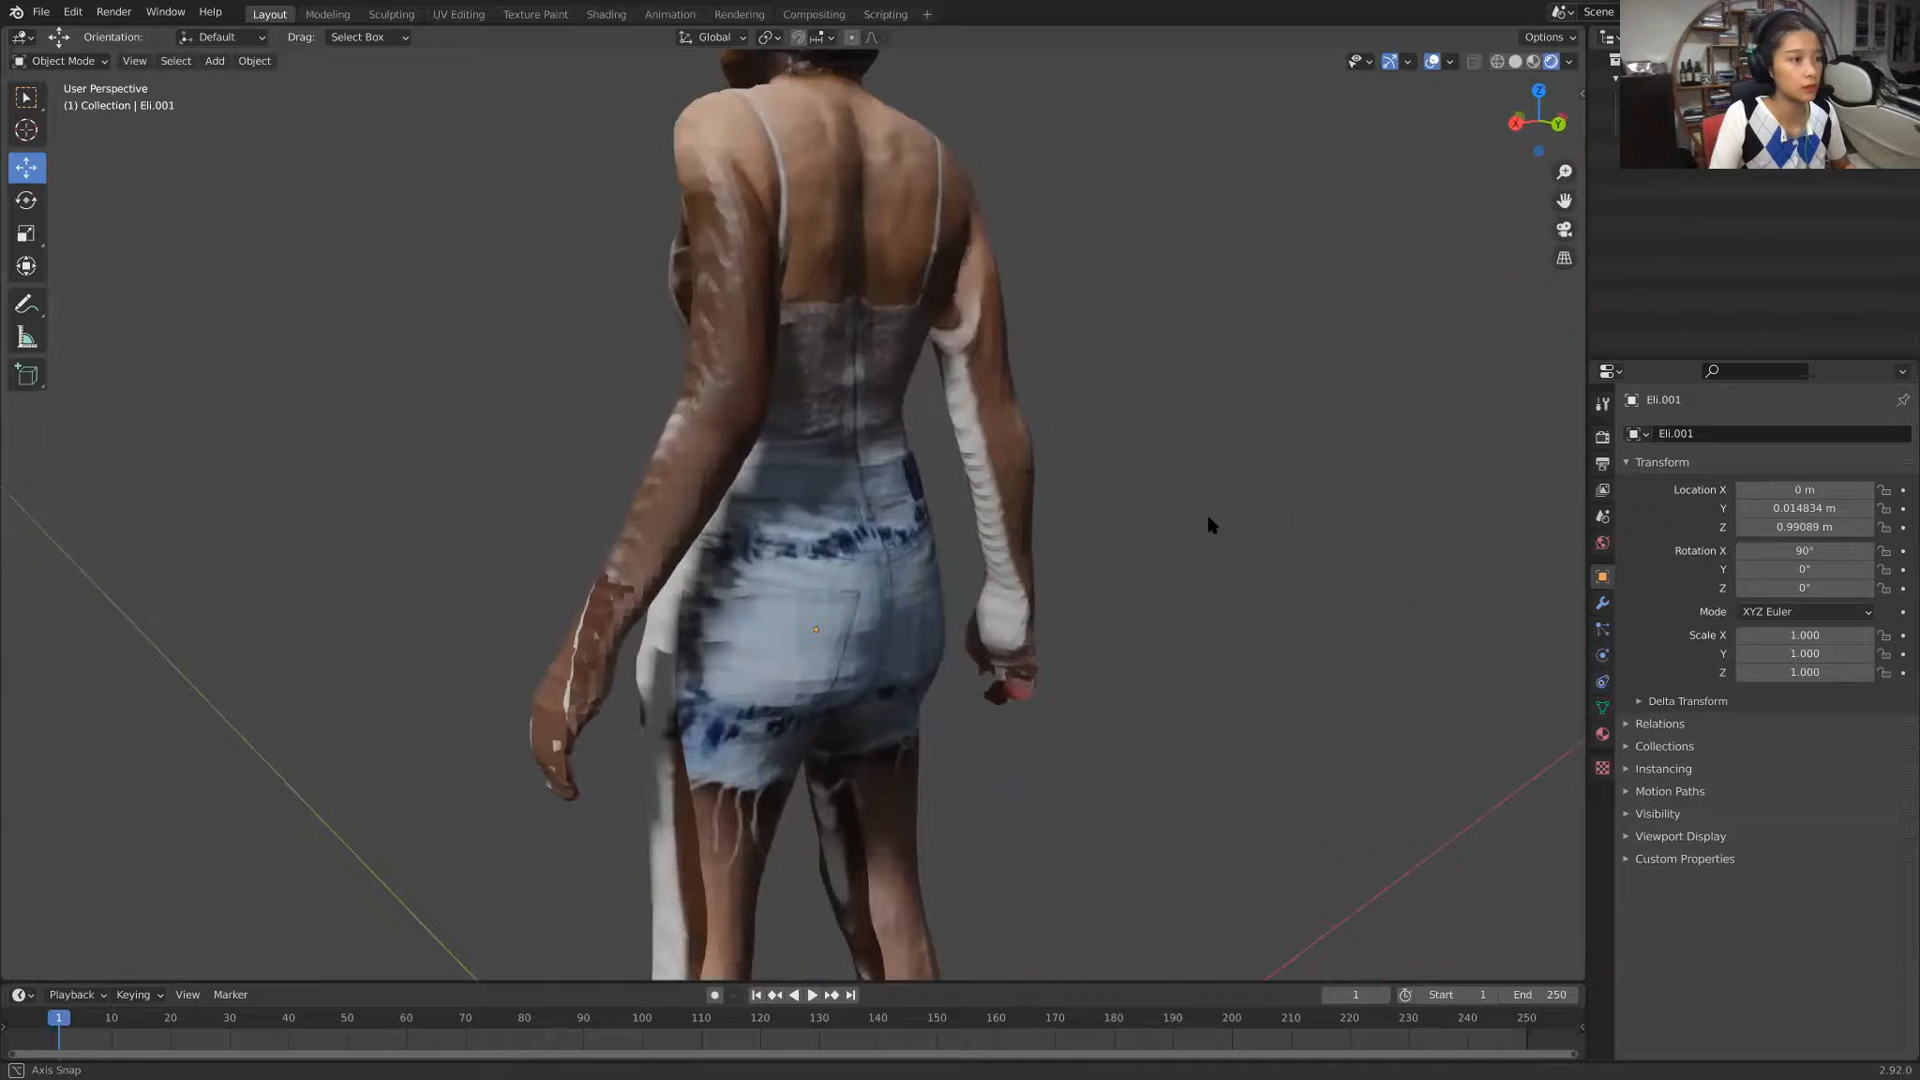 File Edit Render Window Help Layout Modeling Sculpting UV Editing Texture Paint Shading Animation Rendering Compositing Scripting + Scene
Orientation: Default Drag: Select Box Global Options
Object Mode View Select Add Object
User Perspective
(1) Collection | Eli.001
Z
X Y
Eli.001
Eli.001
Transform
Location X 0 m
Y 0.014834 m
Z 0.99089 m
Rotation X 90°
Y 0°
Z 0°
Mode XYZ Euler
Scale X 1.000
Y 1.000
Z 1.000
Delta Transform
Relations
Collections
Instancing
Motion Paths
Visibility
Viewport Display
Custom Properties
Playback Keying View Marker 1 Start 1 End 250
1 10 20 30 40 50 60 70 80 90 100 110 120 130 140 150 160 170 180 190 200 210 220 230 240 250
Axis Snap 2.92.0